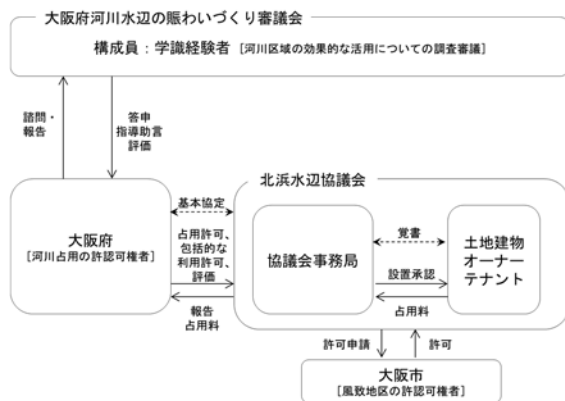 大阪府河川水辺の賑わいづくり審議会
構成員：学識経験者［河川区域の効果的な活用についての調査審議］
諮問・
報告
答申
指導助言
評価
北浜水辺協議会
大阪府
［河川占用の許認可権者］
基本協定
占用許可、
包括的な
利用許可、
評価
報告
占用料
協議会事務局
覚書
設置承認
占用料
土地建物
オーナー
テナント
許可申請
許可
大阪市
［風致地区の許認可権者］